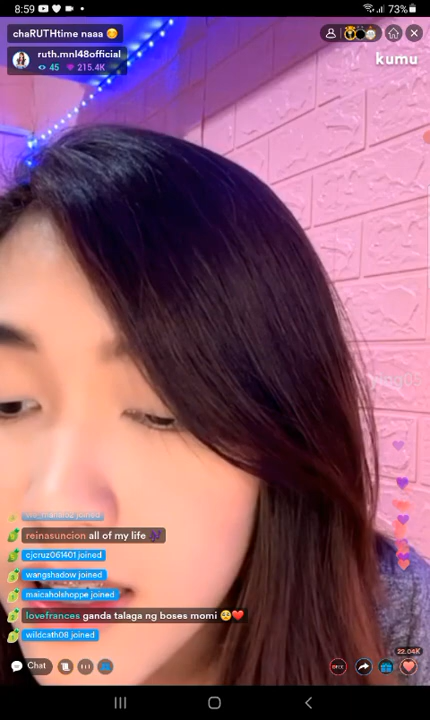 8:59
73%
chaRUTHtime naaa
ruth.mnl48official
45 215.4K
kumu
reinasuncion all of my life
cjcruz061401 joined
wangshadow joined
maicaholshoppe joined
lovefrances ganda talaga ng boses momi
wildcath08 joined
Chat
22.04K